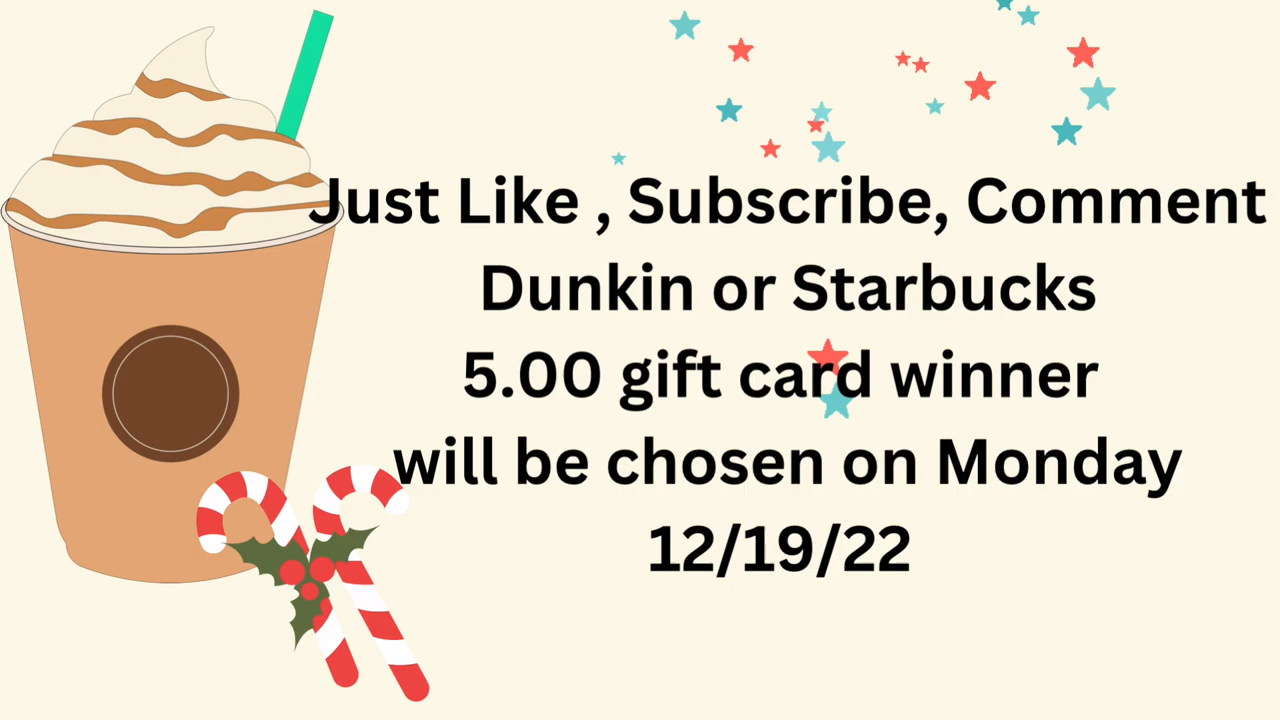 Just Like , Subscribe, Comment
Dunkin or Starbucks
5.00 gift card winner
will be chosen on Monday
12/19/22